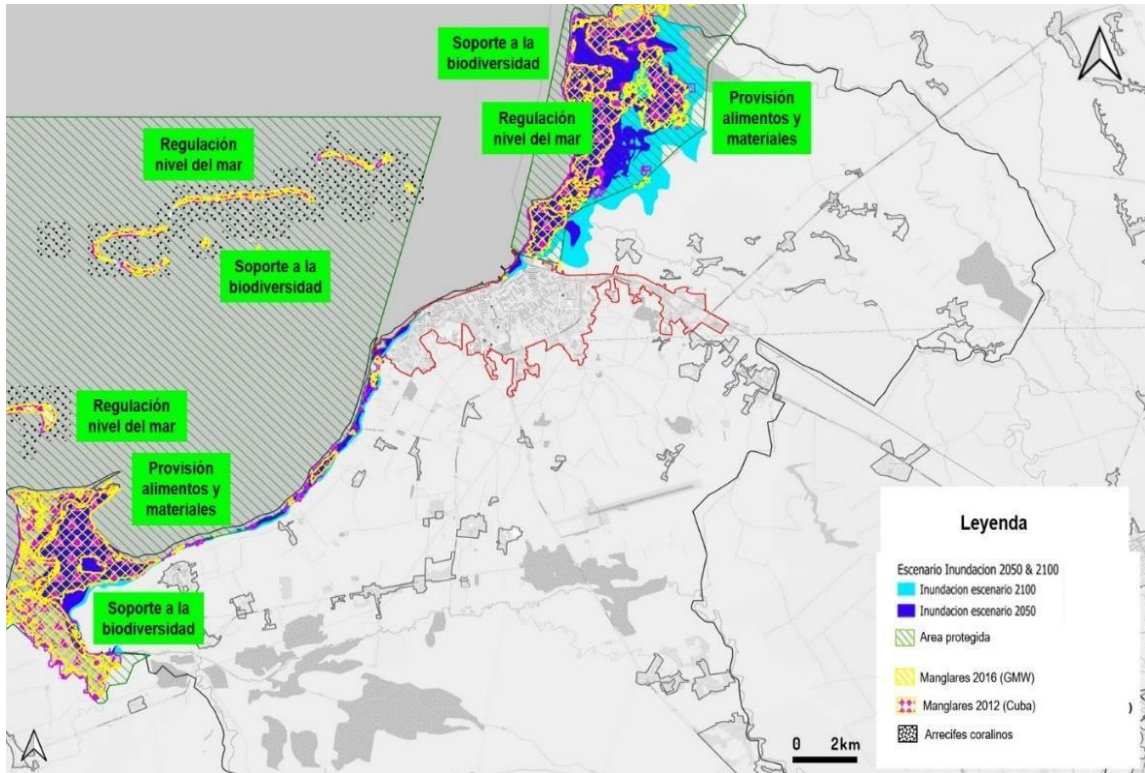 Soporte a la
biodiversidad
Regulación
nivel del mar
Provisión
alimentos y
materiales
Regulación
nivel del mar
Soporte a la
biodiversidad
Regulación
nivel del mar
Provisión
alimentos y
materiales
Soporte a la
biodiversidad
Leyenda
Escenario Inundación 2050 & 2100
Inundacion escenario 2100
Inundacion escenario 2050
Area protegida
Manglares 2016 (GMW)
Manglares 2012 (Cuba)
Arrecifes coralinos
0 2km